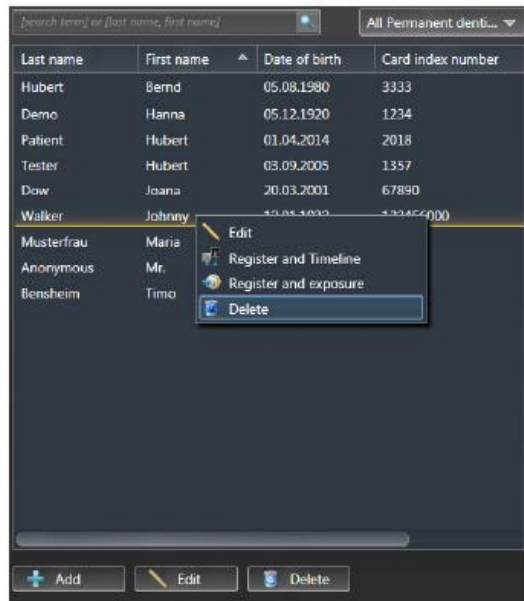 [search term] or [last name, first name] All Permanent denti...
Last name First name Date of birth Card index number
Hubert Bernd 05.08.1980 3333
Demo Hanna 05.12.1920 1234
Patient Hubert 01.04.2014 2018
Tester Hubert 03.09.2005 1357
Dow Joana 20.03.2001 67890
Walker Johnny
Edit
Musterfrau Maria
Register and Timeline
Anonymous Mr.
Register and exposure
Bensheim Timo
Delete
Add Edit Delete